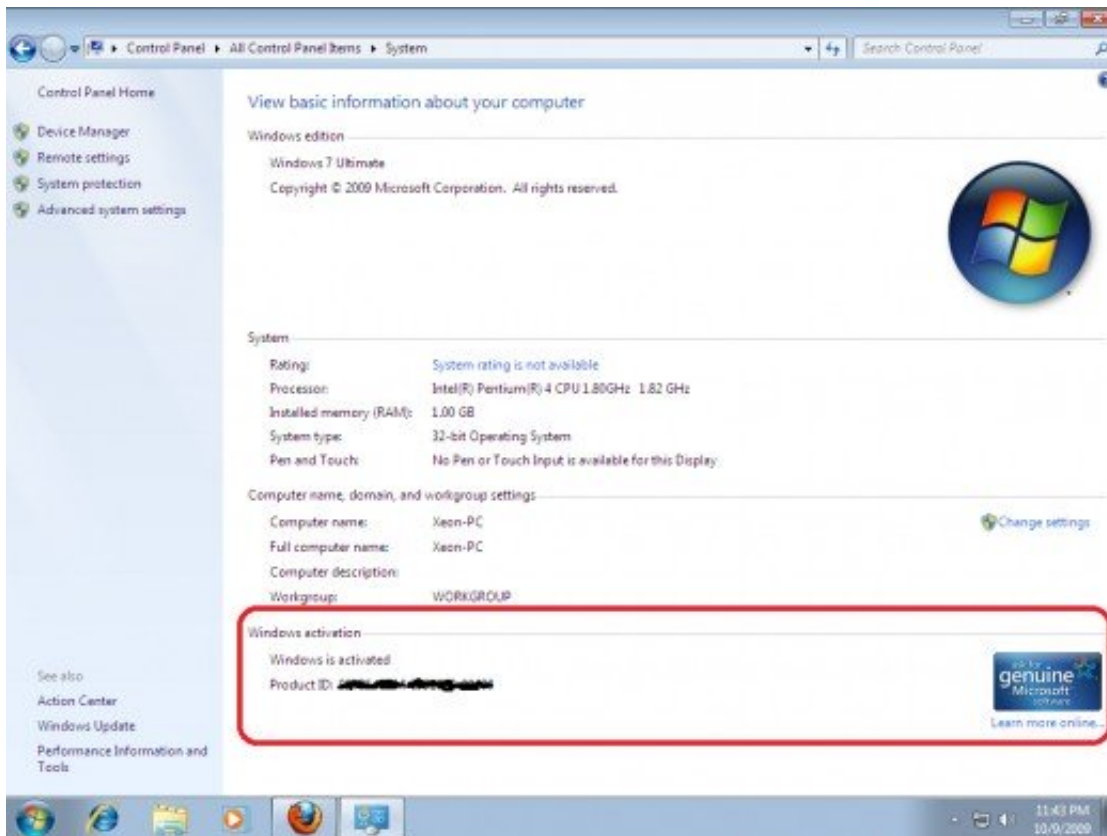 Control Panel ▸ All Control Panel Items ▸ System
Search Control Panel
Control Panel Home
Device Manager
Remote settings
System protection
Advanced system settings
View basic information about your computer
Windows edition
Windows 7 Ultimate
Copyright © 2009 Microsoft Corporation. All rights reserved.
System
Rating: System rating is not available
Processor: Intel(R) Pentium(R) 4 CPU 1.80GHz 1.82 GHz
Installed memory (RAM): 1.00 GB
System type: 32-bit Operating System
Pen and Touch: No Pen or Touch Input is available for this Display
Computer name, domain, and workgroup settings
Computer name: Xeon-PC
Change settings
Full computer name: Xeon-PC
Computer description:
Workgroup: WORKGROUP
Windows activation
Windows is activated
Product ID:
ask for
genuine
Microsoft
software
Learn more online...
See also
Action Center
Windows Update
Performance Information and
Tools
11:43 PM
10/9/2009